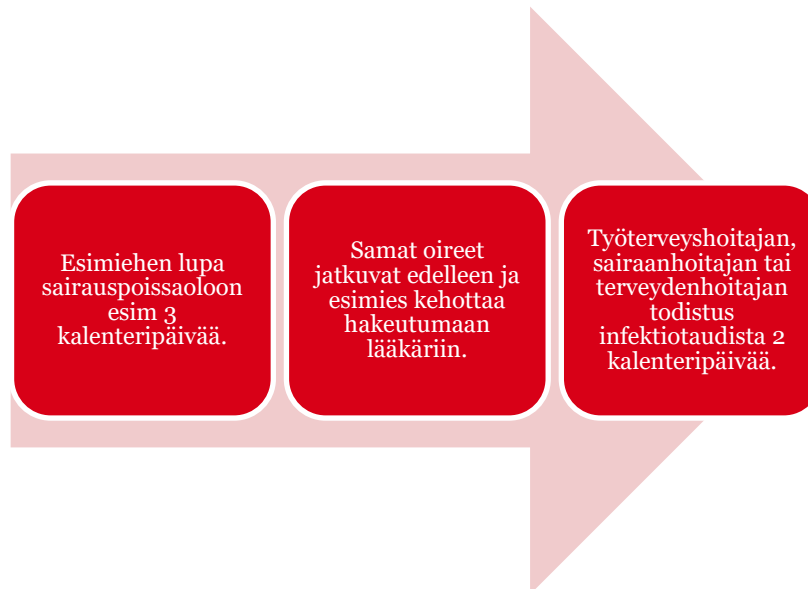 Esimiehen lupa
sairauspoissaoloon
esim 3
kalenteripäivää.
Samat oireet
jatkuvat edelleen ja
esimies kehottaa
hakeutumaan
lääkäriin.
Työterveyshoitajan,
sairaanhoitajan tai
terveydenhoitajan
todistus
infektiotaudista 2
kalenteripäivää.